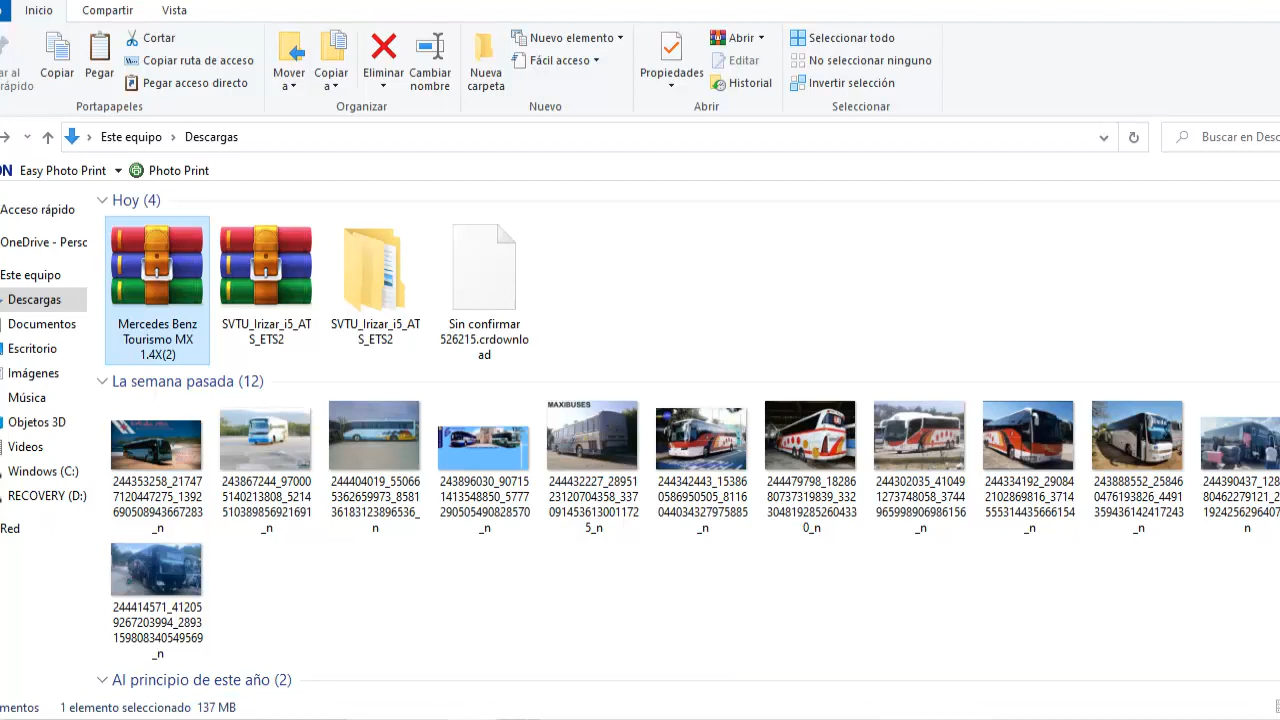 Inicio Compartir Vista
Cortar Nuevo elemento Abrir Seleccionar todo
Copiar ruta de acceso Fácil acceso Editar No seleccionar ninguno
ar al Copiar Pegar Mover Copiar Eliminar Cambiar Nueva Propiedades
rápido Pegar acceso directo a a nombre carpeta Historial Invertir selección
Portapapeles Organizar Nuevo Abrir Seleccionar
Este equipo Descargas Buscar en Desc
ON Easy Photo Print Photo Print
Hoy (4)
Acceso rápido
OneDrive - Perso
Este equipo
Descargas
Documentos
Escritorio
Imágenes
Música
Objetos 3D
Videos
Windows (C:)
RECOVERY (D:)
Red
Mercedes Benz
Tourismo MX
1.4X(2)
SVTU_Irizar_i5_AT
S_ETS2
SVTU_Irizar_i5_AT
S_ETS2
Sin confirmar
526215.crdownlo
ad
La semana pasada (12)
MAXIBUSES
244353258_21747
7120447275_1392
690508943667283
_n
243867244_97000
5140213808_5214
510389856921691
_n
244404019_55066
5362659973_8581
36183123896536_
n
243896030_90715
1413548850_5777
290505490828570
_n
244432227_28951
23120704358_337
091453613001172
5_n
244342443_15386
0586950505_8116
044034327975885
_n
244479798_18286
80737319839_332
304819285260433
0_n
244302035_41049
1273748058_3744
965998906986156
_n
244334192_29084
2102869816_3714
555314435666154
_n
243888552_25846
0476193826_4491
359436142417243
_n
244390437_1288
80462279121_2
1924256296407
n
244414571_41205
9267203994_2893
159808340549569
_n
Al principio de este año (2)
mentos 1 elemento seleccionado 137 MB